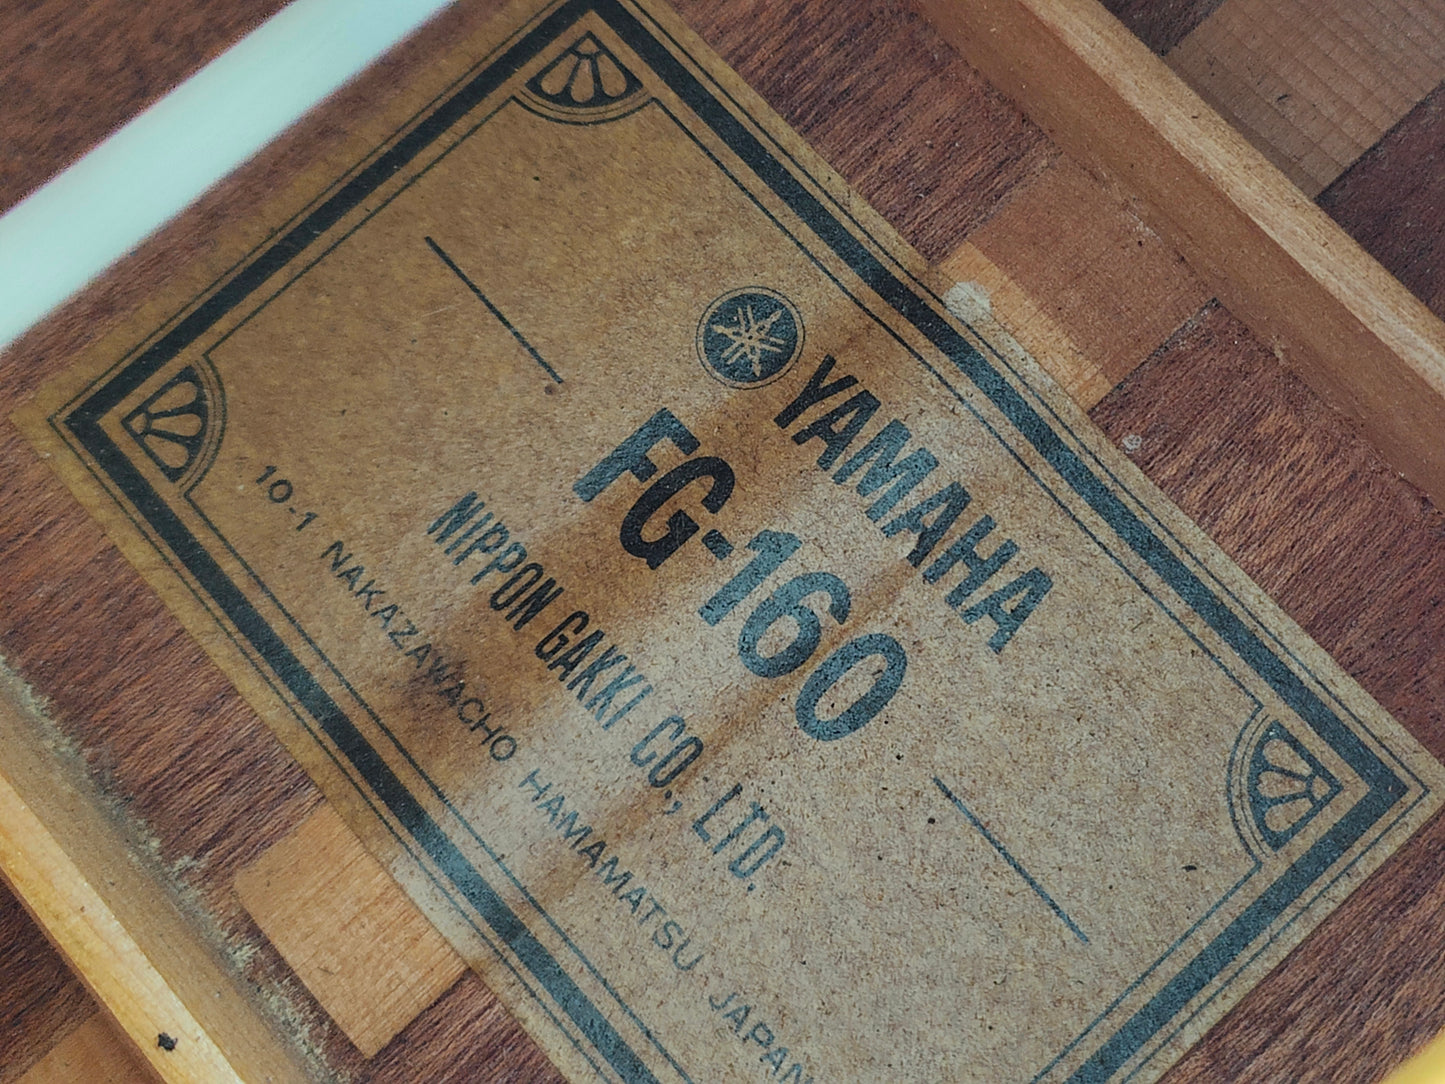 YAMAHA
FG-160
NIPPON GAKKI CO., LTD.
10-1 NAKAZAWACHO HAMAMATSU JAPAN